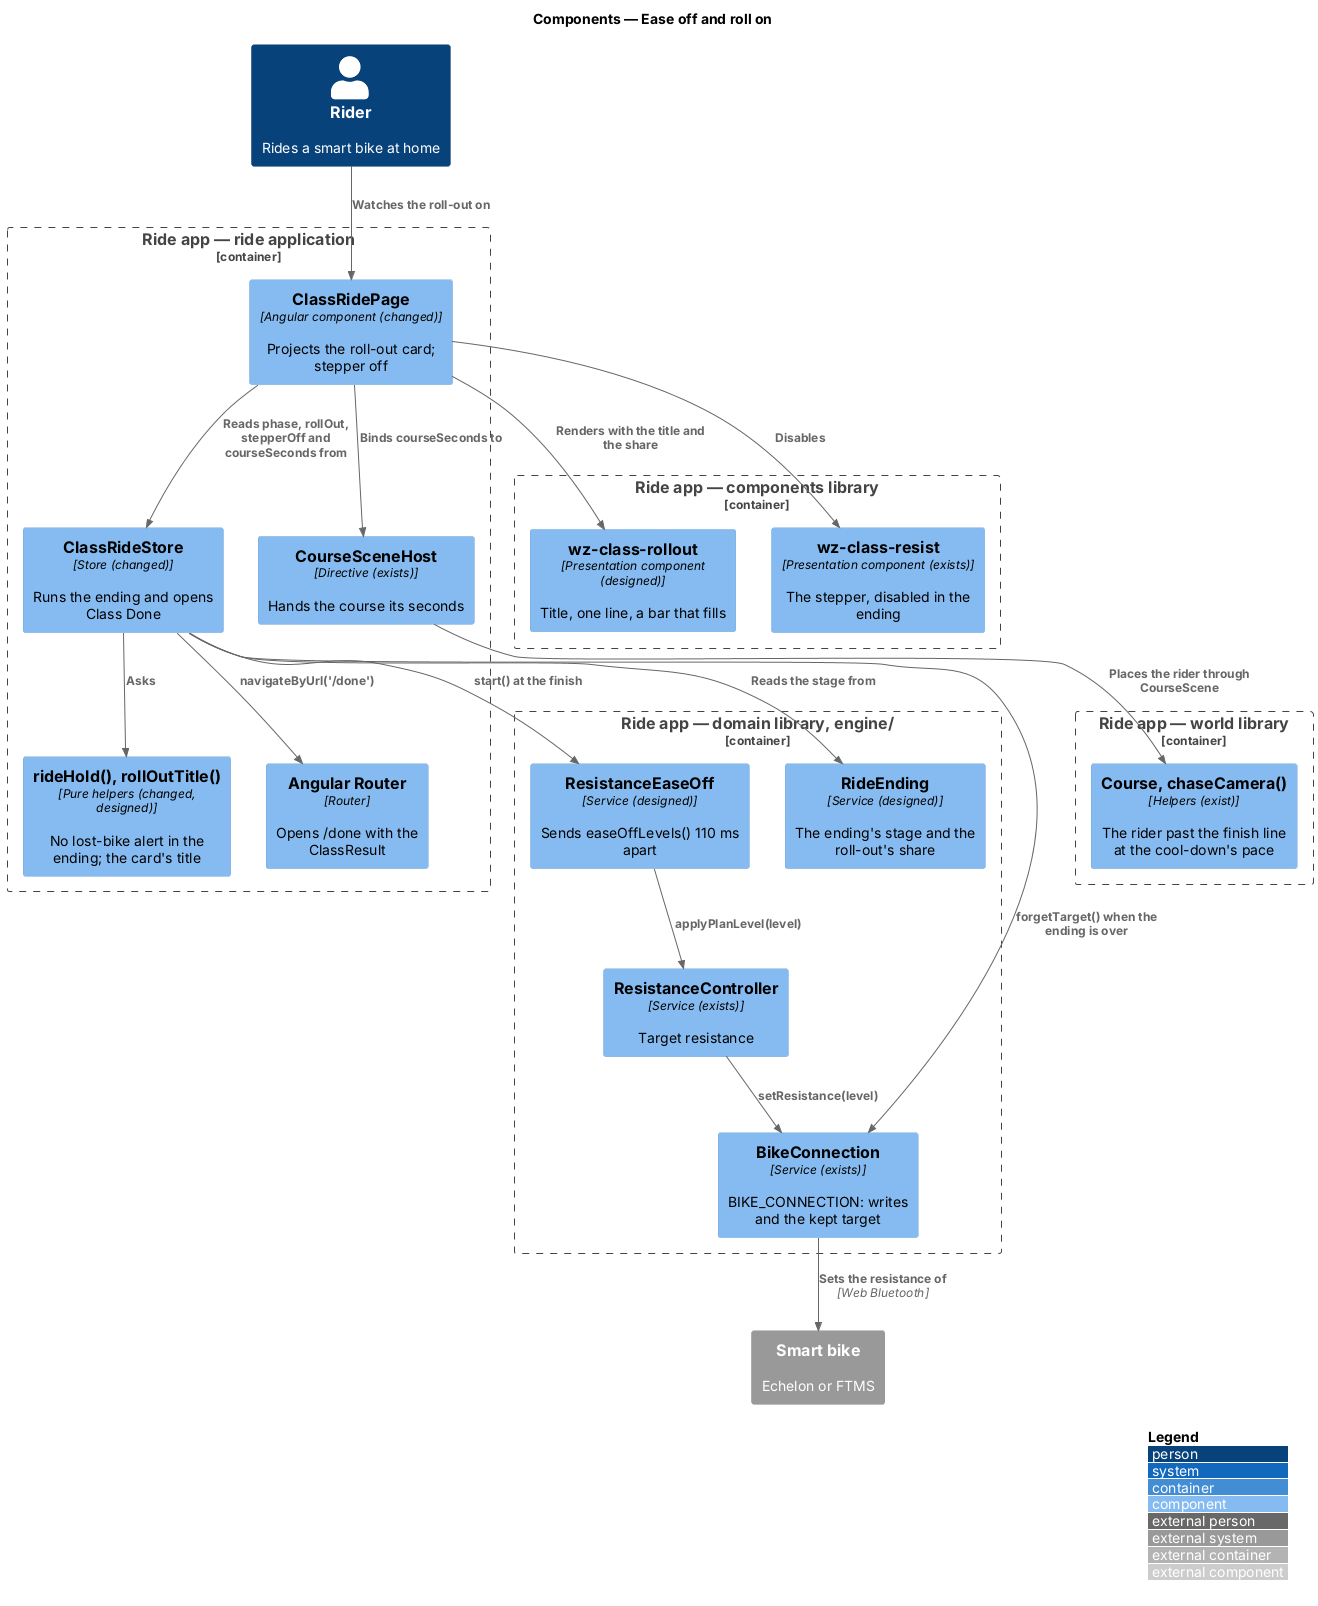 Components — Ease off and roll on
Rider
Rides a smart bike at home
Watches the roll-out on
Ride app — ride application
[container]
ClassRidePage
[Angular component (changed)]
Projects the roll-out card;
stepper off
Reads phase, rollOut,
stepperOff and
courseSeconds from
Binds courseSeconds to
Renders with the title and
the share
Disables
Ride app — components library
[container]
ClassRideStore
[Store (changed)]
Runs the ending and opens
Class Done
CourseSceneHost
[Directive (exists)]
Hands the course its seconds
wz-class-rollout
[Presentation component
(designed)]
Title, one line, a bar that fills
wz-class-resist
[Presentation component (exists)]
The stepper, disabled in the
ending
Asks
navigateByUrl('/done')
start() at the finish
Reads the stage from
Places the rider through
CourseScene
Ride app — domain library, engine/
[container]
Ride app — world library
[container]
rideHold(), rollOutTitle()
[Pure helpers (changed,
designed)]
No lost-bike alert in the
ending; the card's title
Angular Router
[Router]
Opens /done with the
ClassResult
ResistanceEaseOff
[Service (designed)]
Sends easeOffLevels() 110 ms
apart
RideEnding
[Service (designed)]
The ending's stage and the
roll-out's share
Course, chaseCamera()
[Helpers (exist)]
The rider past the finish line
at the cool-down's pace
applyPlanLevel(level)
forgetTarget() when the
ending is over
ResistanceController
[Service (exists)]
Target resistance
setResistance(level)
BikeConnection
[Service (exists)]
BIKE_CONNECTION: writes
and the kept target
Sets the resistance of
[Web Bluetooth]
Smart bike
Echelon or FTMS
Legend
person
system
container
component
external person
external system
external container
external component